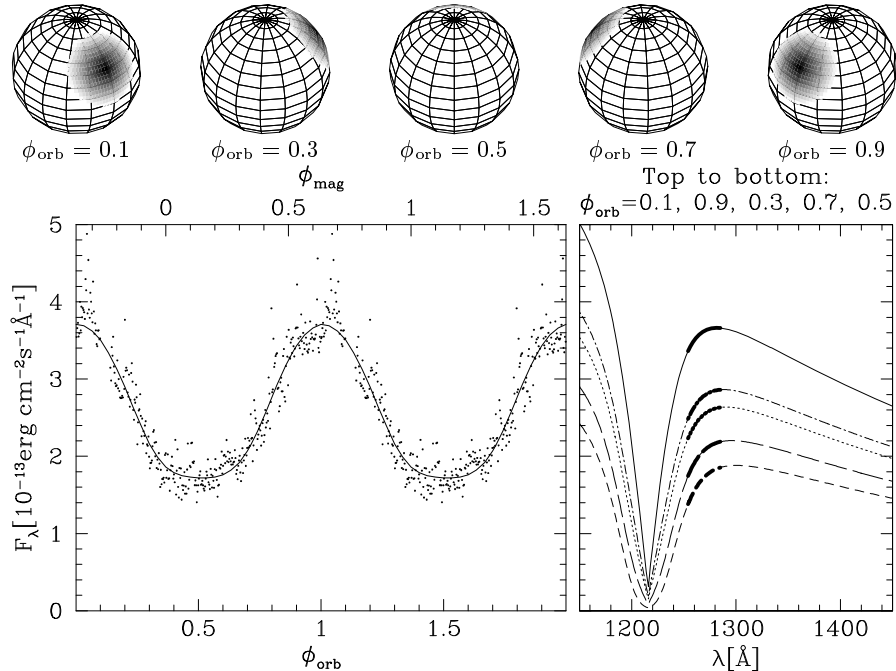 ϕorb = 0.1 ϕorb = 0.3 ϕorb = 0.5 ϕorb = 0.7 ϕorb = 0.9
ϕmag
Top to bottom:
ϕorb=0.1, 0.9, 0.3, 0.7, 0.5
0 0.5 1 1.5
5
4
3
2
1
0
Fλ[10⁻¹³erg cm⁻²s⁻¹Å⁻¹]
0.5 1 1.5
ϕorb
1200 1300 1400
λ[Å]